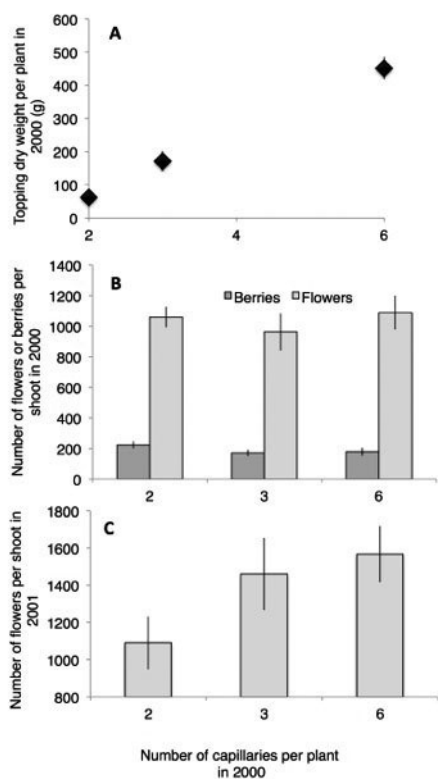 A
Topping dry weight per plant in
2000 (g)
600
500
400
300
200
100
0
2
4
6
B
Berries
Flowers
Number of flowers or berries per
shoot in 2000
1400
1200
1000
800
600
400
200
0
2
3
6
C
Number of flowers per shoot in
2001
1800
1600
1400
1200
1000
800
2
3
6
Number of capillaries per plant
in 2000